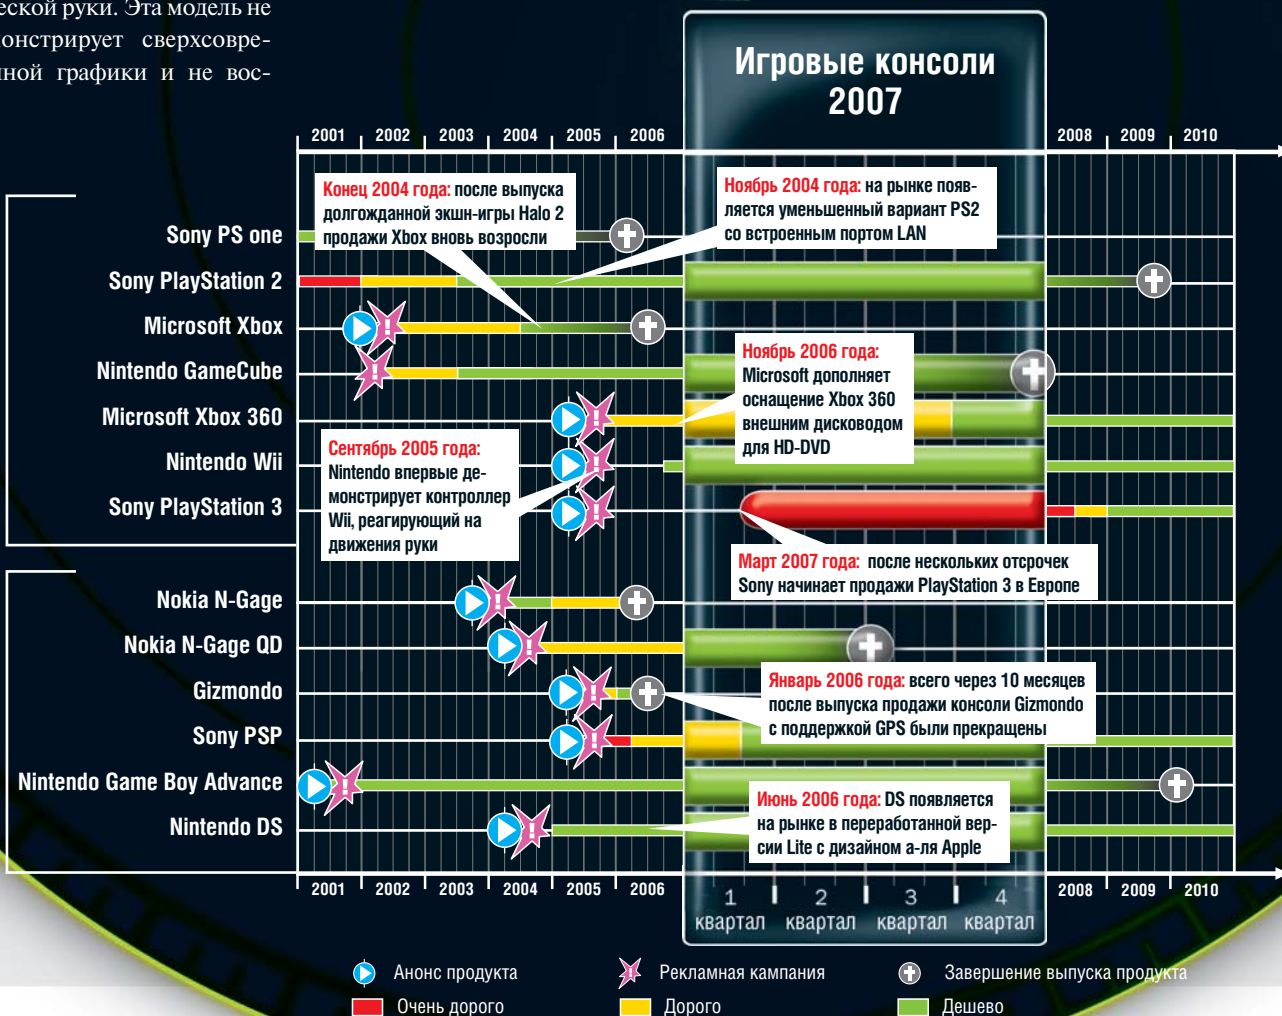 еской руки. Эта модель не
онстрирует сверхсовре-
нной графики и не вос-
Игровые консоли
2007
2001 2002 2003 2004 2005 2006 2008 2009 2010
Конец 2004 года: после выпуска
долгожданной экшн-игры Halo 2
продажи Xbox вновь возросли
Ноябрь 2004 года: на рынке появ-
ляется уменьшенный вариант PS2
со встроенным портом LAN
Sony PS one
Sony PlayStation 2
Microsoft Xbox
Nintendo GameCube
Microsoft Xbox 360
Nintendo Wii
Sony PlayStation 3
Ноябрь 2006 года:
Microsoft дополняет
оснащение Xbox 360
внешним дисководом
для HD-DVD
Сентябрь 2005 года:
Nintendo впервые де-
монстрирует контроллер
Wii, реагирующий на
движения руки
Март 2007 года: после нескольких отсрочек
Sony начинает продажи PlayStation 3 в Европе
Nokia N-Gage
Nokia N-Gage QD
Gizmondo
Sony PSP
Nintendo Game Boy Advance
Nintendo DS
Январь 2006 года: всего через 10 месяцев
после выпуска продажи консоли Gizmondo
с поддержкой GPS были прекращены
Июнь 2006 года: DS появляется
на рынке в переработанной вер-
сии Lite с дизайном а-ля Apple
2001 2002 2003 2004 2005 2006 2008 2009 2010
1 2 3 4
квартал квартал квартал квартал
Анонс продукта Рекламная кампания Завершение выпуска продукта
Очень дорого Дорого Дешево